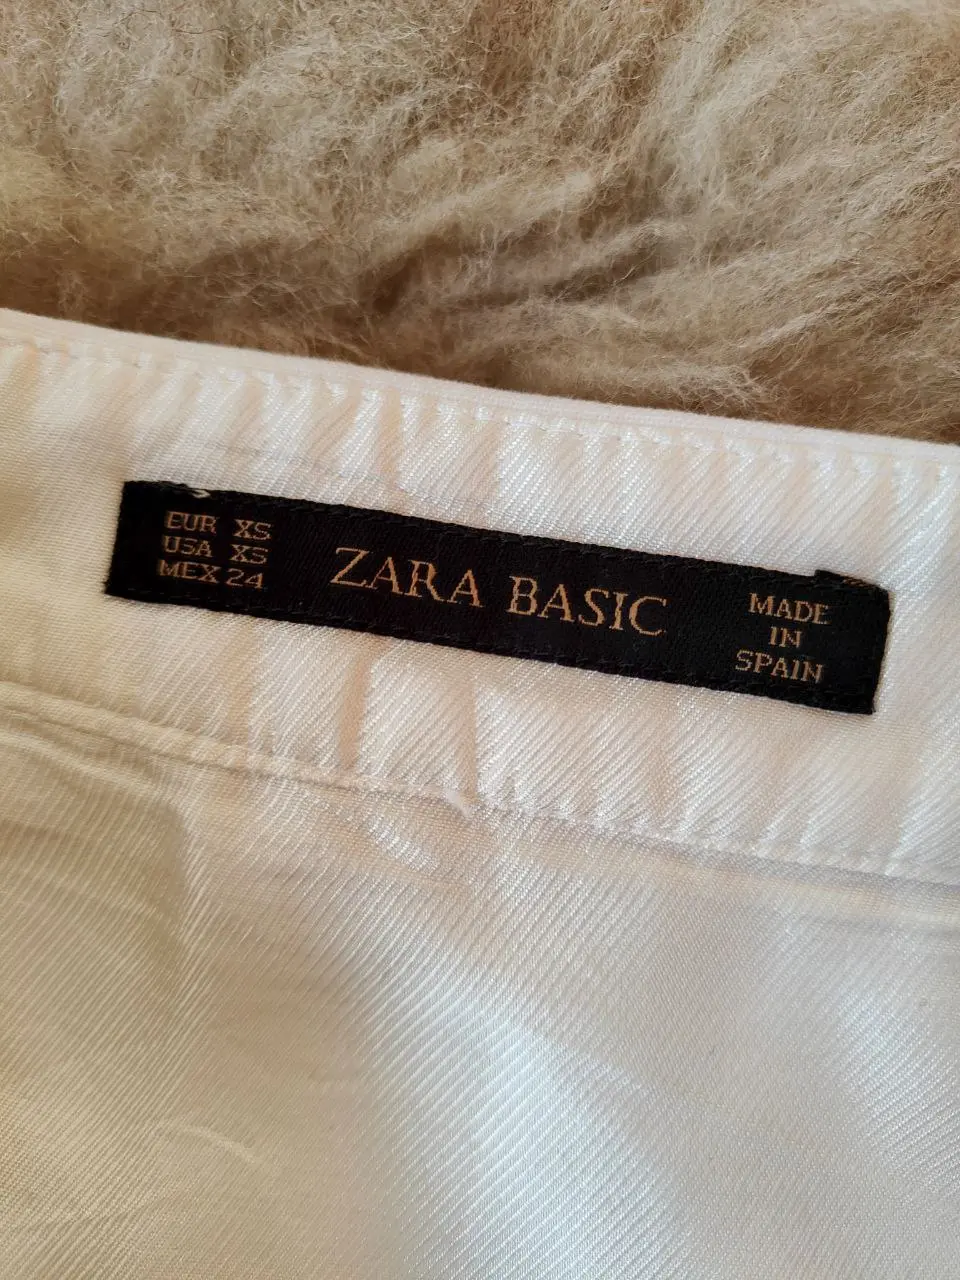 EUR XS
USA XS
MEX 24
ZARA BASIC
MADE
IN
SPAIN